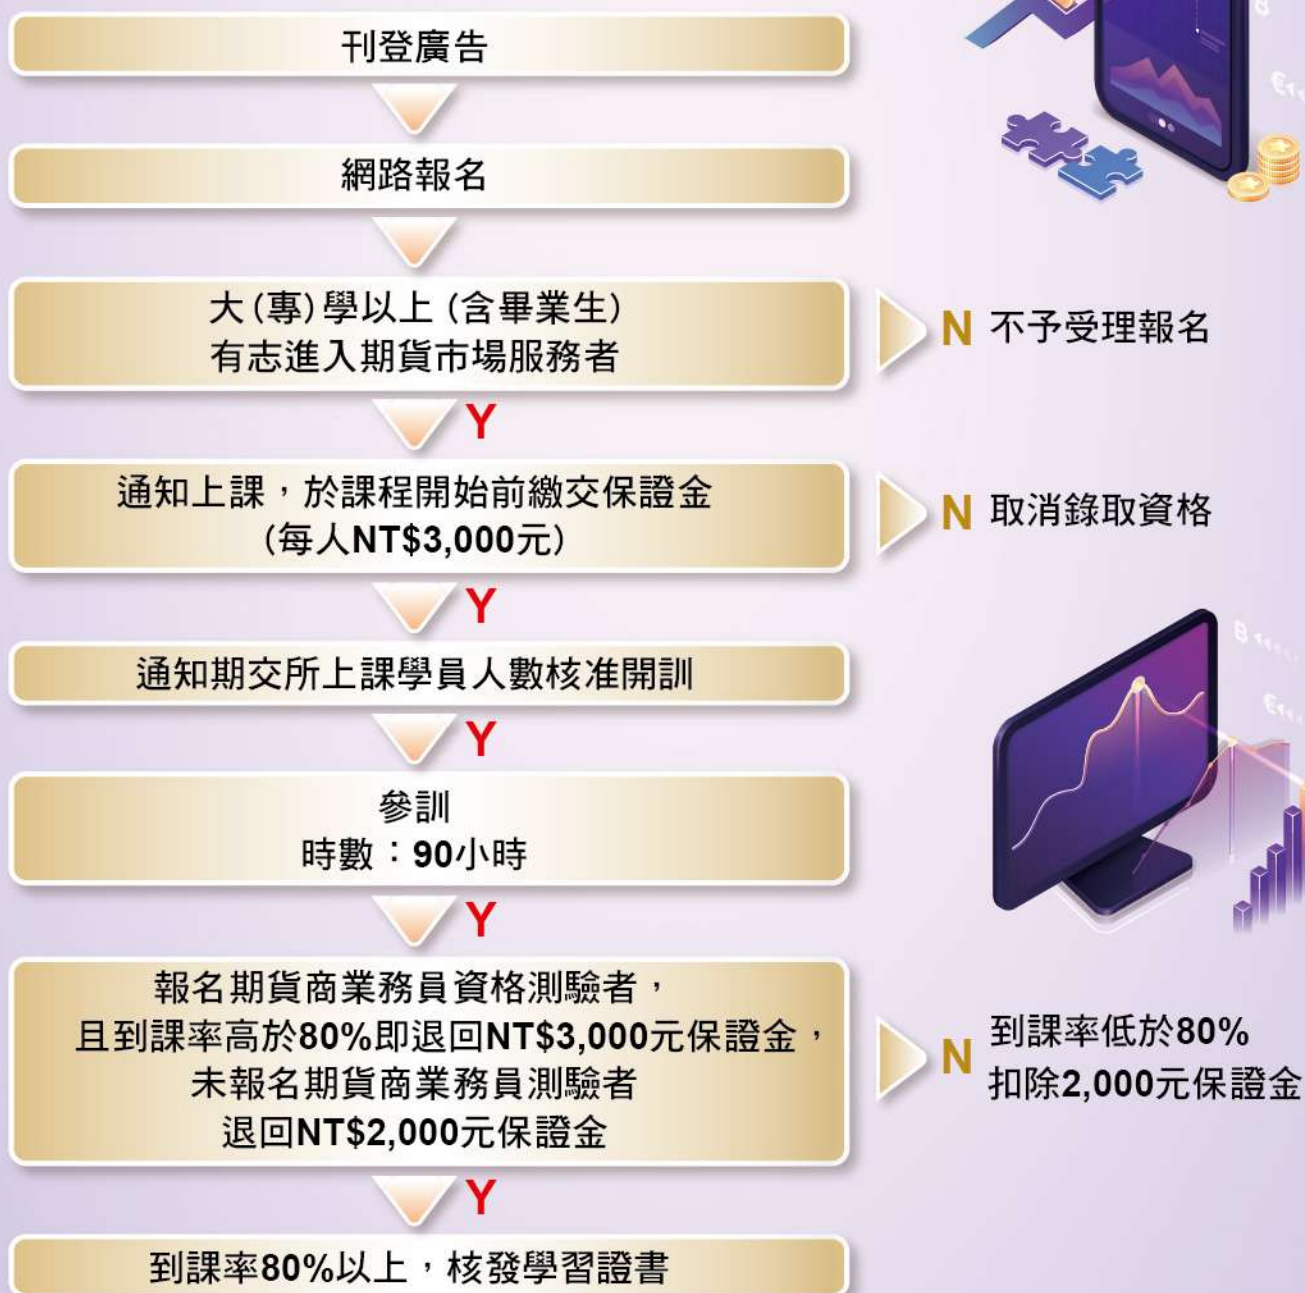 刊登廣告
網路報名
大(專)學以上(含畢業生)
有志進入期貨市場服務者
N 不予受理報名
Y
通知上課，於課程開始前繳交保證金
(每人NT$3,000元)
N 取消錄取資格
Y
通知期交所上課學員人數核准開訓
Y
參訓
時數：90小時
Y
報名期貨商業務員資格測驗者，
且到課率高於80%即退回NT$3,000元保證金，
未報名期貨商業務員測驗者
退回NT$2,000元保證金
N 到課率低於80%
扣除2,000元保證金
Y
到課率80%以上，核發學習證書